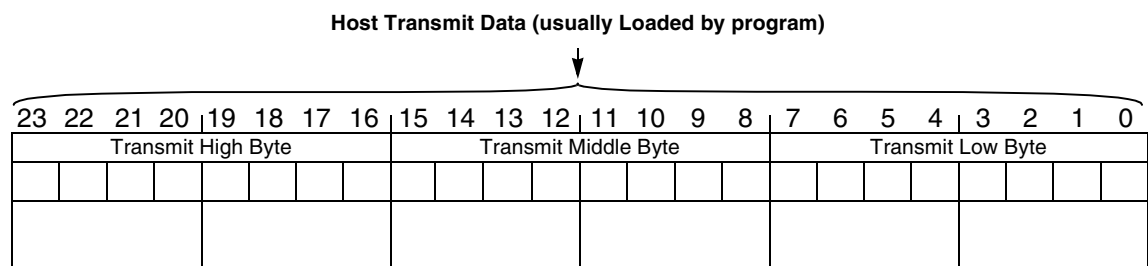 Host Transmit Data (usually Loaded by program)
23 22 21 20 19 18 17 16 15 14 13 12 11 10 9 8 7 6 5 4 3 2 1 0
Transmit High Byte Transmit Middle Byte Transmit Low Byte